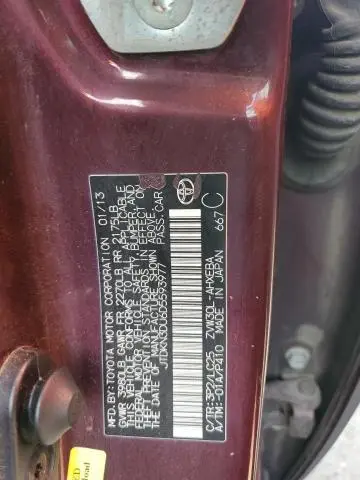 MFD.BY: TOYOTA MOTOR CORPORATION 01/13
GVWR 3980LB GAWR FR 2270LB RR 2175LB
THIS VEHICLE CONFORMS TO ALL APPLICABLE
FEDERAL MOTOR VEHICLE SAFETY, BUMPER, AND
THEFT PREVENTION STANDARDS IN EFFECT ON
THE DATE OF MANUFACTURE SHOWN ABOVE.
JTDKN3DU6D5593977 PASS.CAR
C/TR:3P2/LC25 ZVW30L-AHXEBA
A/TM:-01A/P410 MADE IN JAPAN 667
C
TOYOTA